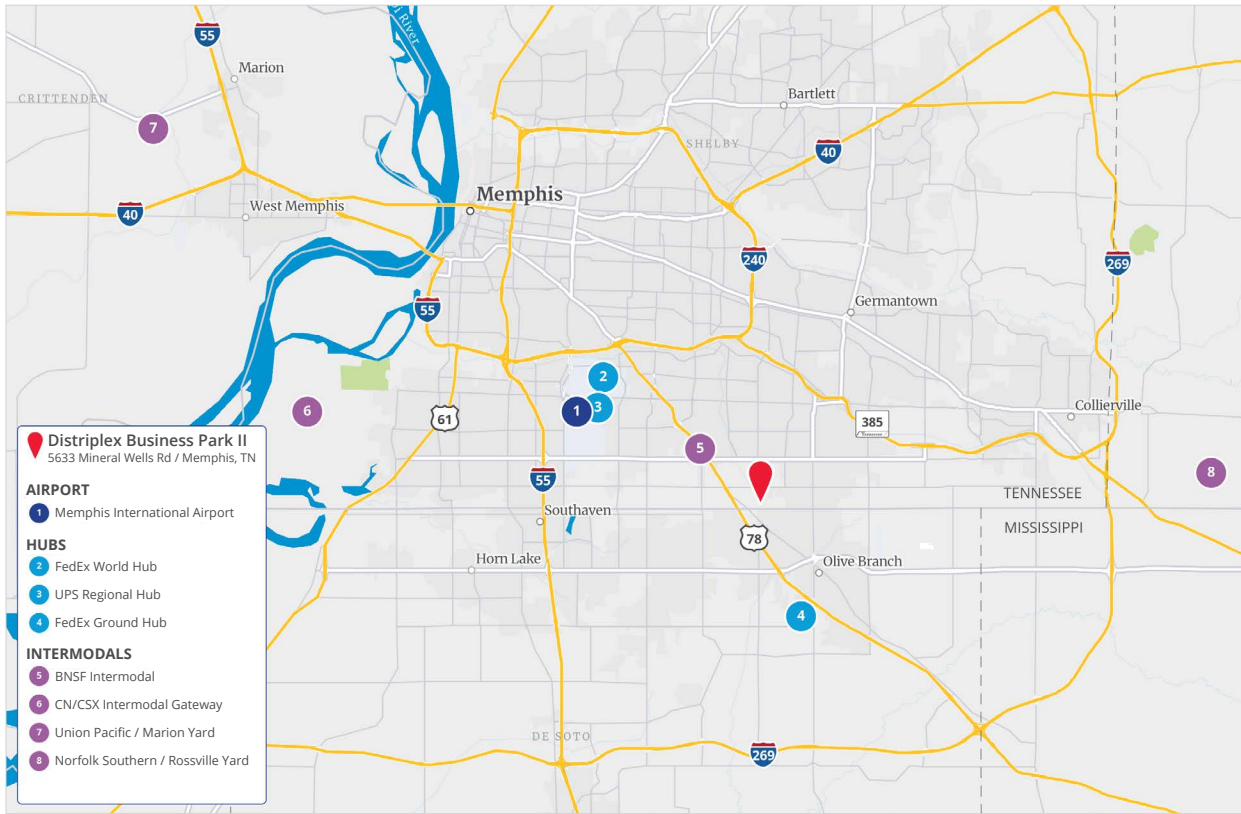 55
l River
Marion
CRITTENDEN
7
Bartlett
SHELBY
40
Memphis
West Memphis
40
240
269
55
Germantown
2
1
3
6
61
385
Collierville
5
8
55
TENNESSEE
MISSISSIPPI
Southaven
78
Horn Lake
Olive Branch
4
DE SOTO
269
Distriplex Business Park II
5633 Mineral Wells Rd / Memphis, TN
AIRPORT
1 Memphis International Airport
HUBS
2 FedEx World Hub
3 UPS Regional Hub
4 FedEx Ground Hub
INTERMODALS
5 BNSF Intermodal
6 CN/CSX Intermodal Gateway
7 Union Pacific / Marion Yard
8 Norfolk Southern / Rossville Yard